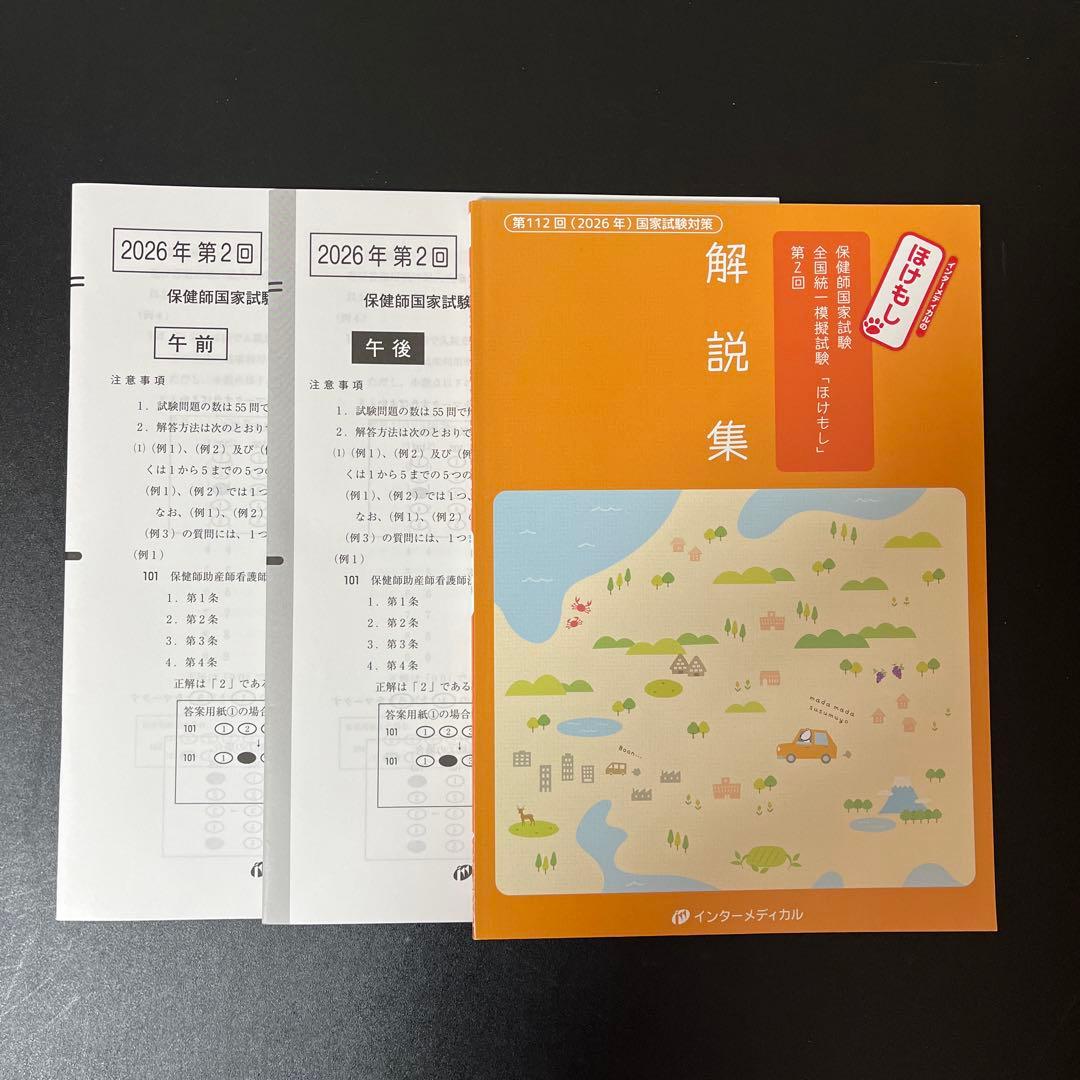 2026年 第2回
保健師国家試験
午前
注意事項
1. 試験問題の数は55問で
2. 解答方法は次のとおりで
⑴ (例1)、(例2)及び(
くは1から5までの5つの
(例1)、(例2)では1つ
なお、(例1)、(例2)
(例3)の質問には、1つ
(例1)
101 保健師助産師看護師
1. 第1条
2. 第2条
3. 第3条
4. 第4条
正解は「2」である
答案用紙①の場合
101 ① ②
↓
101 ①
2026年 第2回
保健師国家試験
午後
注意事項
1. 試験問題の数は55問で
2. 解答方法は次のとおりで
⑴ (例1)、(例2)及び(例
くは1から5までの5つの
(例1)、(例2)では1つ、
なお、(例1)、(例2)
(例3)の質問には、1つ
(例1)
101 保健師助産師看護師
1. 第1条
2. 第2条
3. 第3条
4. 第4条
正解は「2」である
答案用紙①の場合
101 ① ② ③
↓
101 ①
第112回(2026年)国家試験対策
解説集
保健師国家試験
全国統一模擬試験「ほけもし」
第2回
インターメディカルの
ほけもし
mada mada
susumuyo
Boon...
インターメディカル